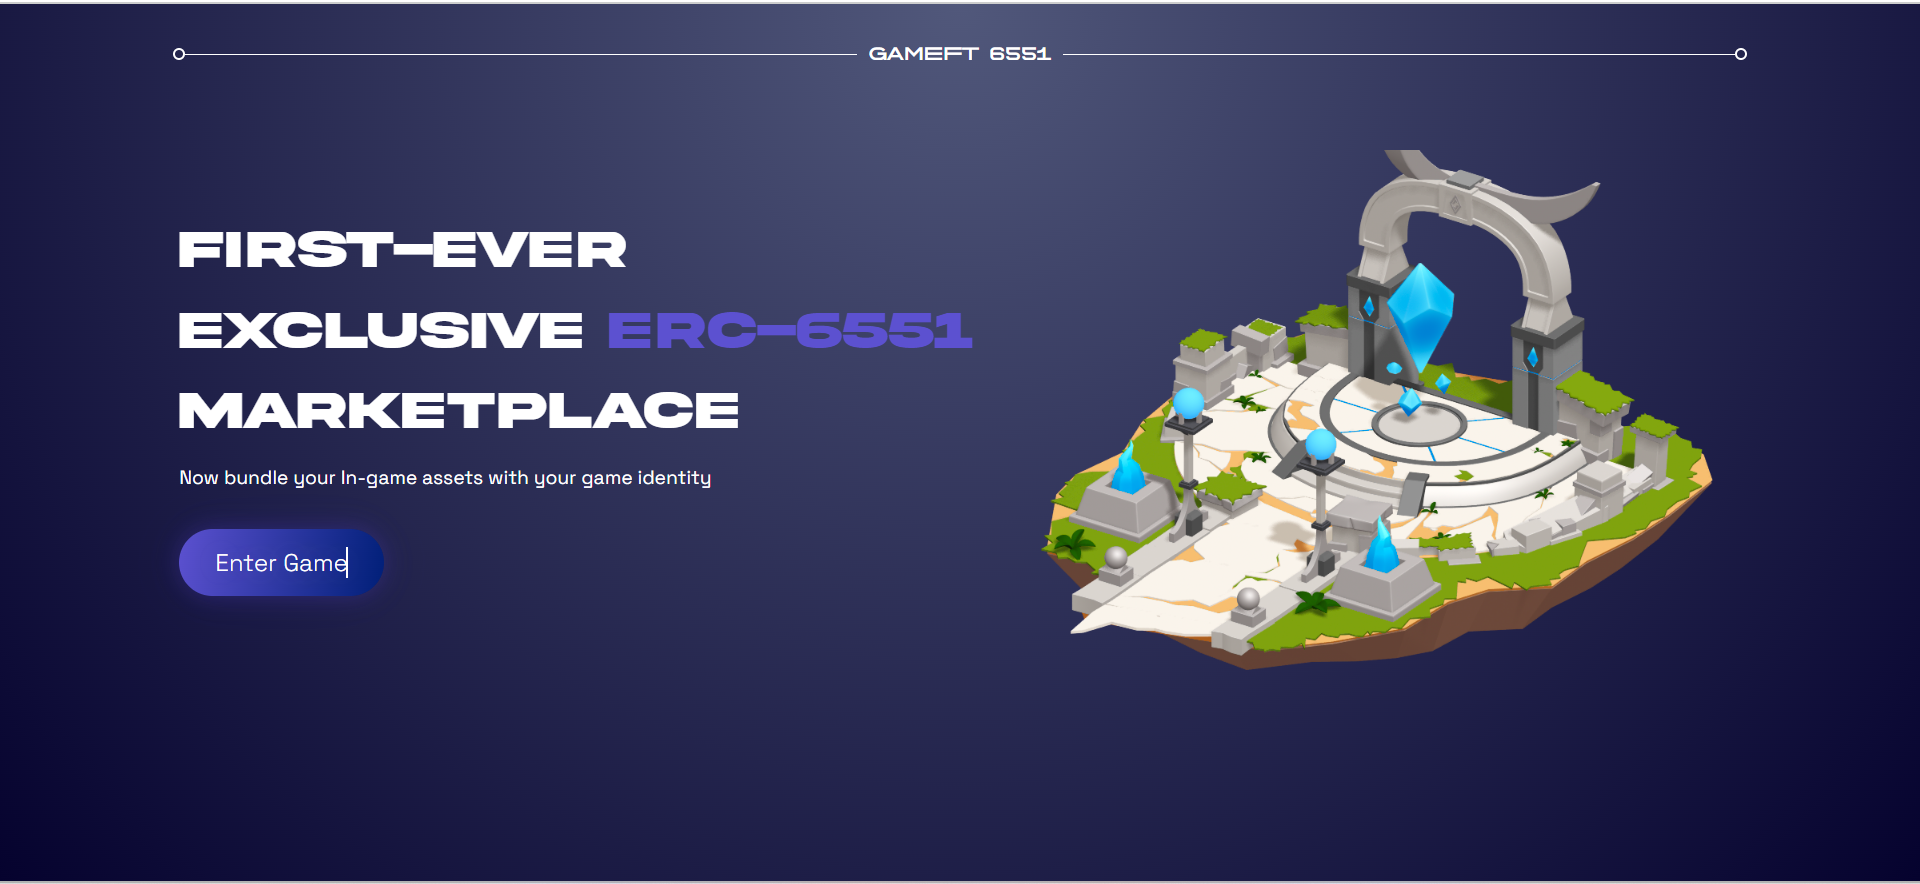 GAMEFT 6551
FIRST-EVER
EXCLUSIVE ERC-6551
MARKETPLACE
Now bundle your In-game assets with your game identity
Enter Game